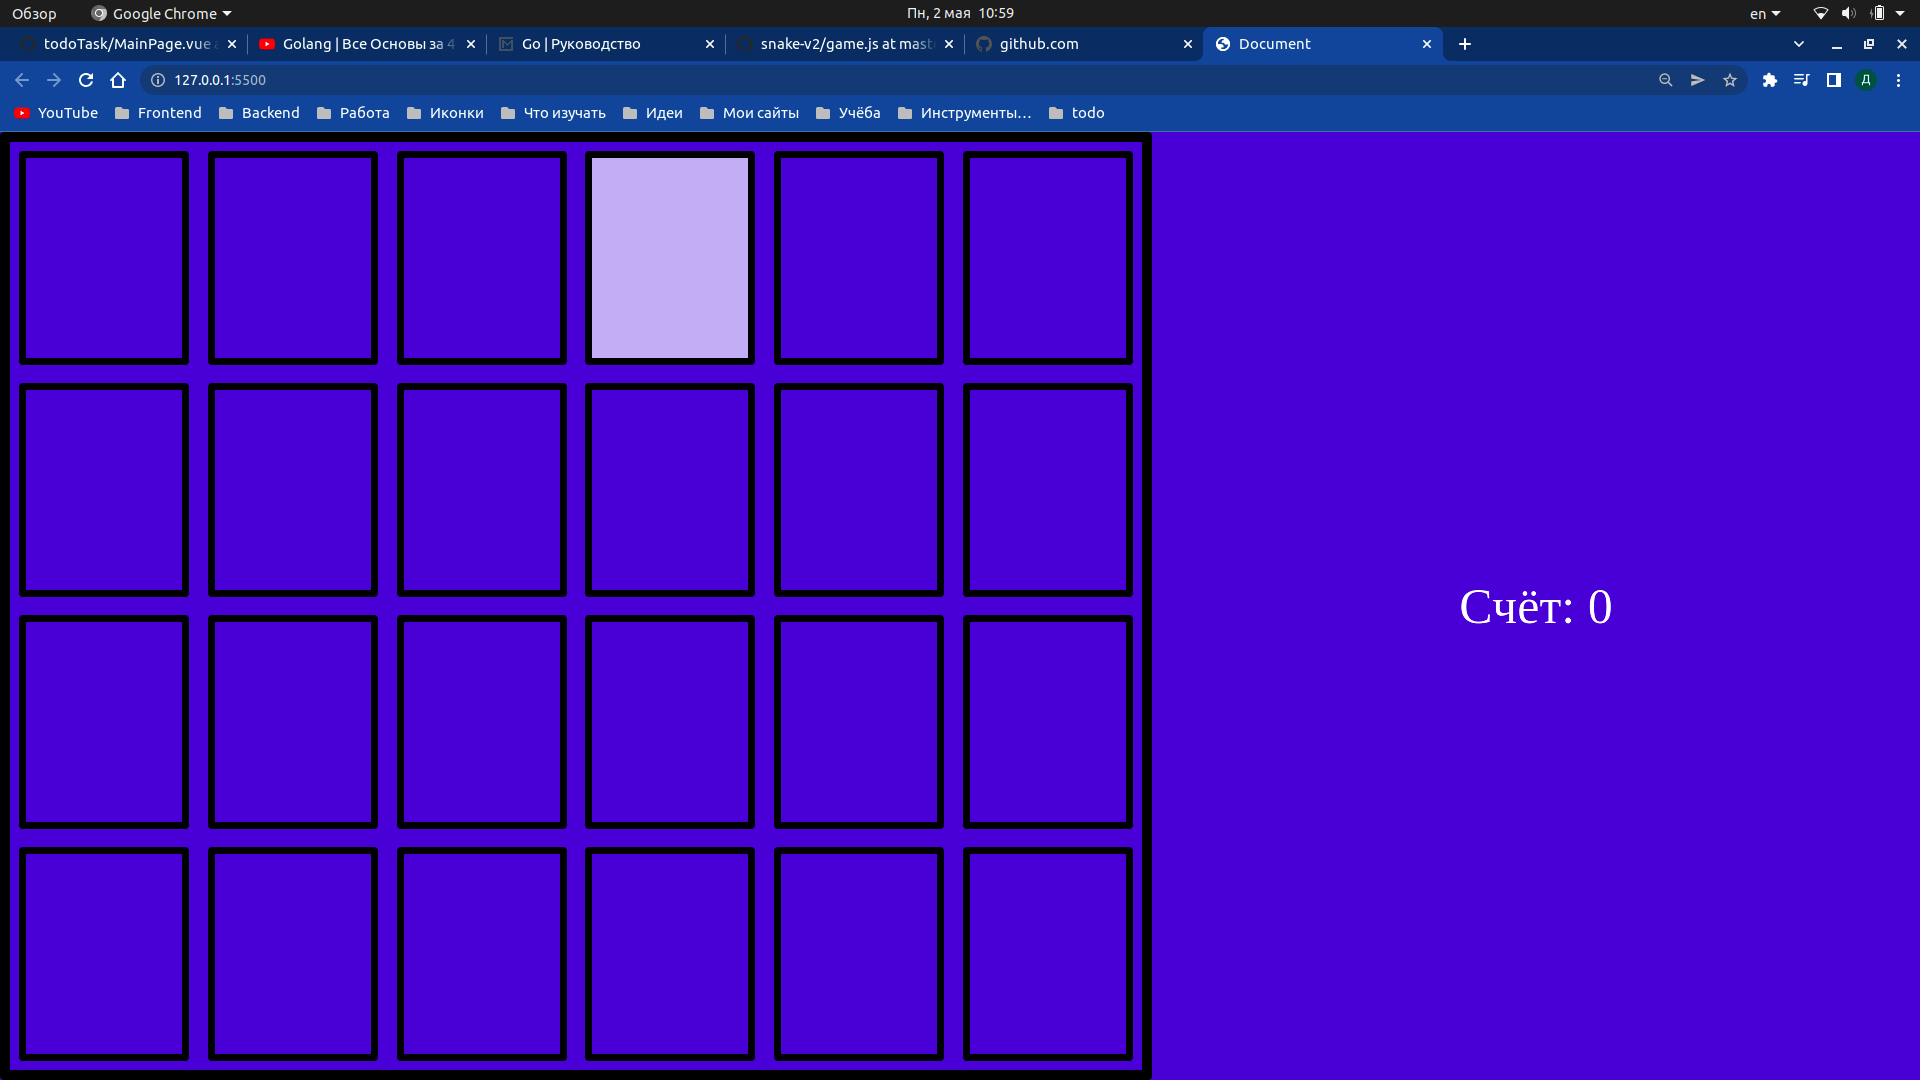 Обзор Google Chrome Пн, 2 мая 10:59 en
todoTask/MainPage.vue a Golang | Все Основы за 4 Go | Руководство snake-v2/game.js at mast github.com Document
127.0.0.1:5500 Д
YouTube Frontend Backend Работа Иконки Что изучать Идеи Мои сайты Учёба Инструменты… todo
Счёт: 0